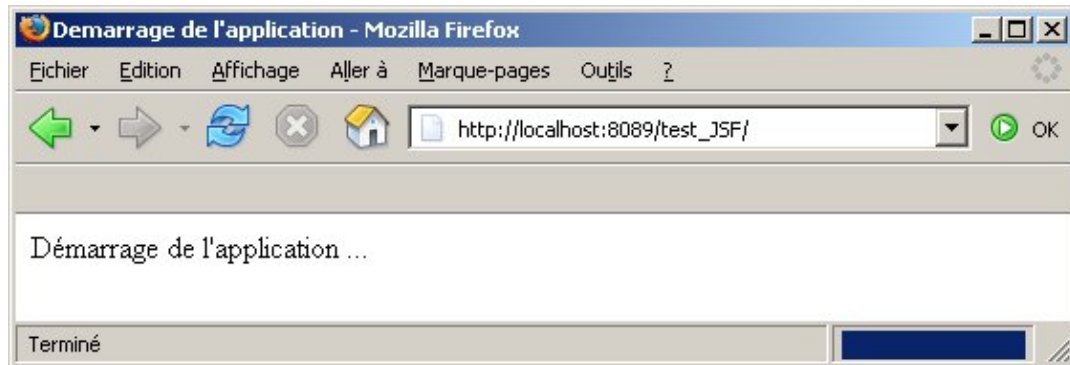 Demarrage de l'application - Mozilla Firefox
Fichier Edition Affichage Aller à Marque-pages Outils ?
http://localhost:8089/test_JSF/ OK
Démarrage de l'application ...
Terminé